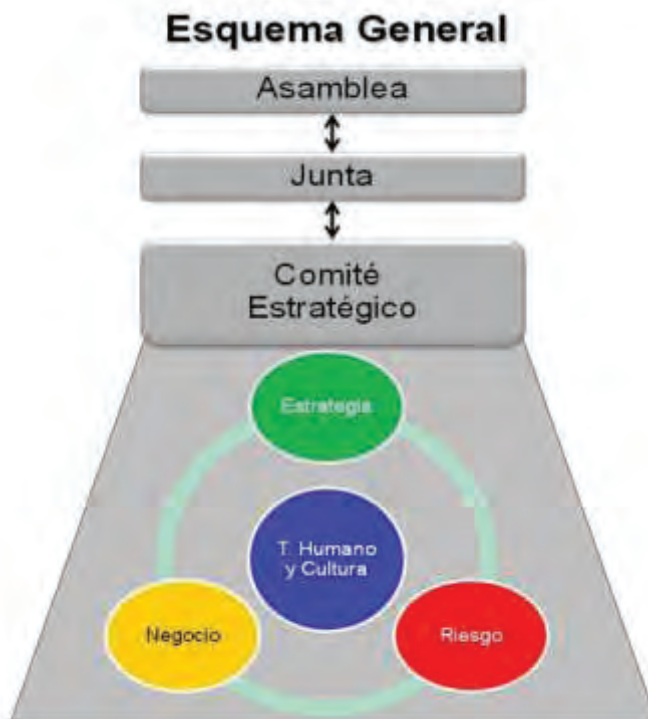 Esquema General
Asamblea
Junta
Comité
Estratégico
Estrategia
T. Humano
y Cultura
Negocio
Riesgo